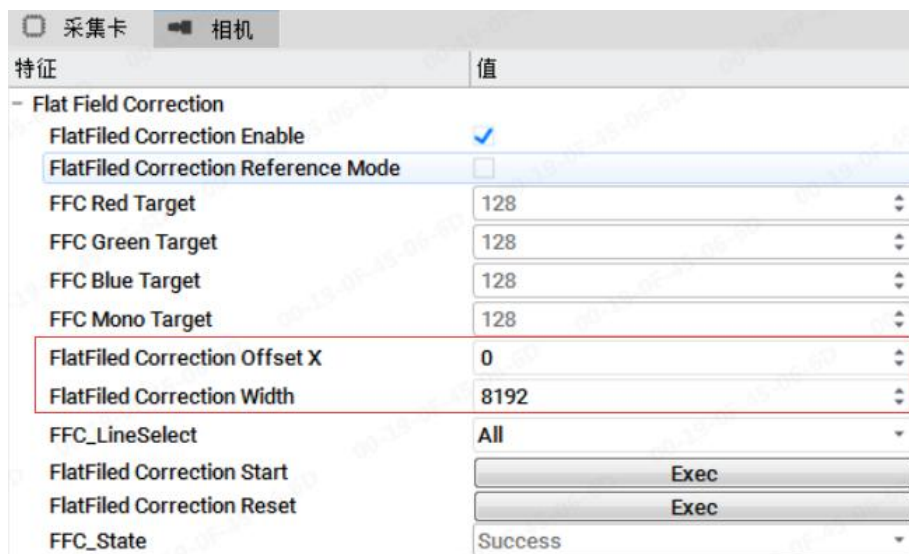 采集卡 相机
特征 值
Flat Field Correction
FlatFiled Correction Enable
FlatFiled Correction Reference Mode
FFC Red Target 128
FFC Green Target 128
FFC Blue Target 128
FFC Mono Target 128
FlatFiled Correction Offset X 0
FlatFiled Correction Width 8192
FFC_LineSelect All
FlatFiled Correction Start Exec
FlatFiled Correction Reset Exec
FFC_State Success